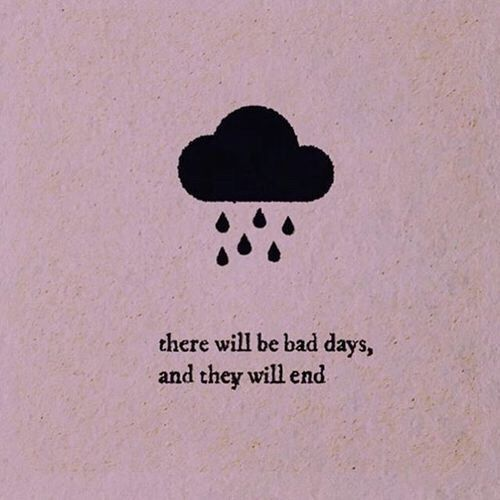 there will be bad days,
and they will end